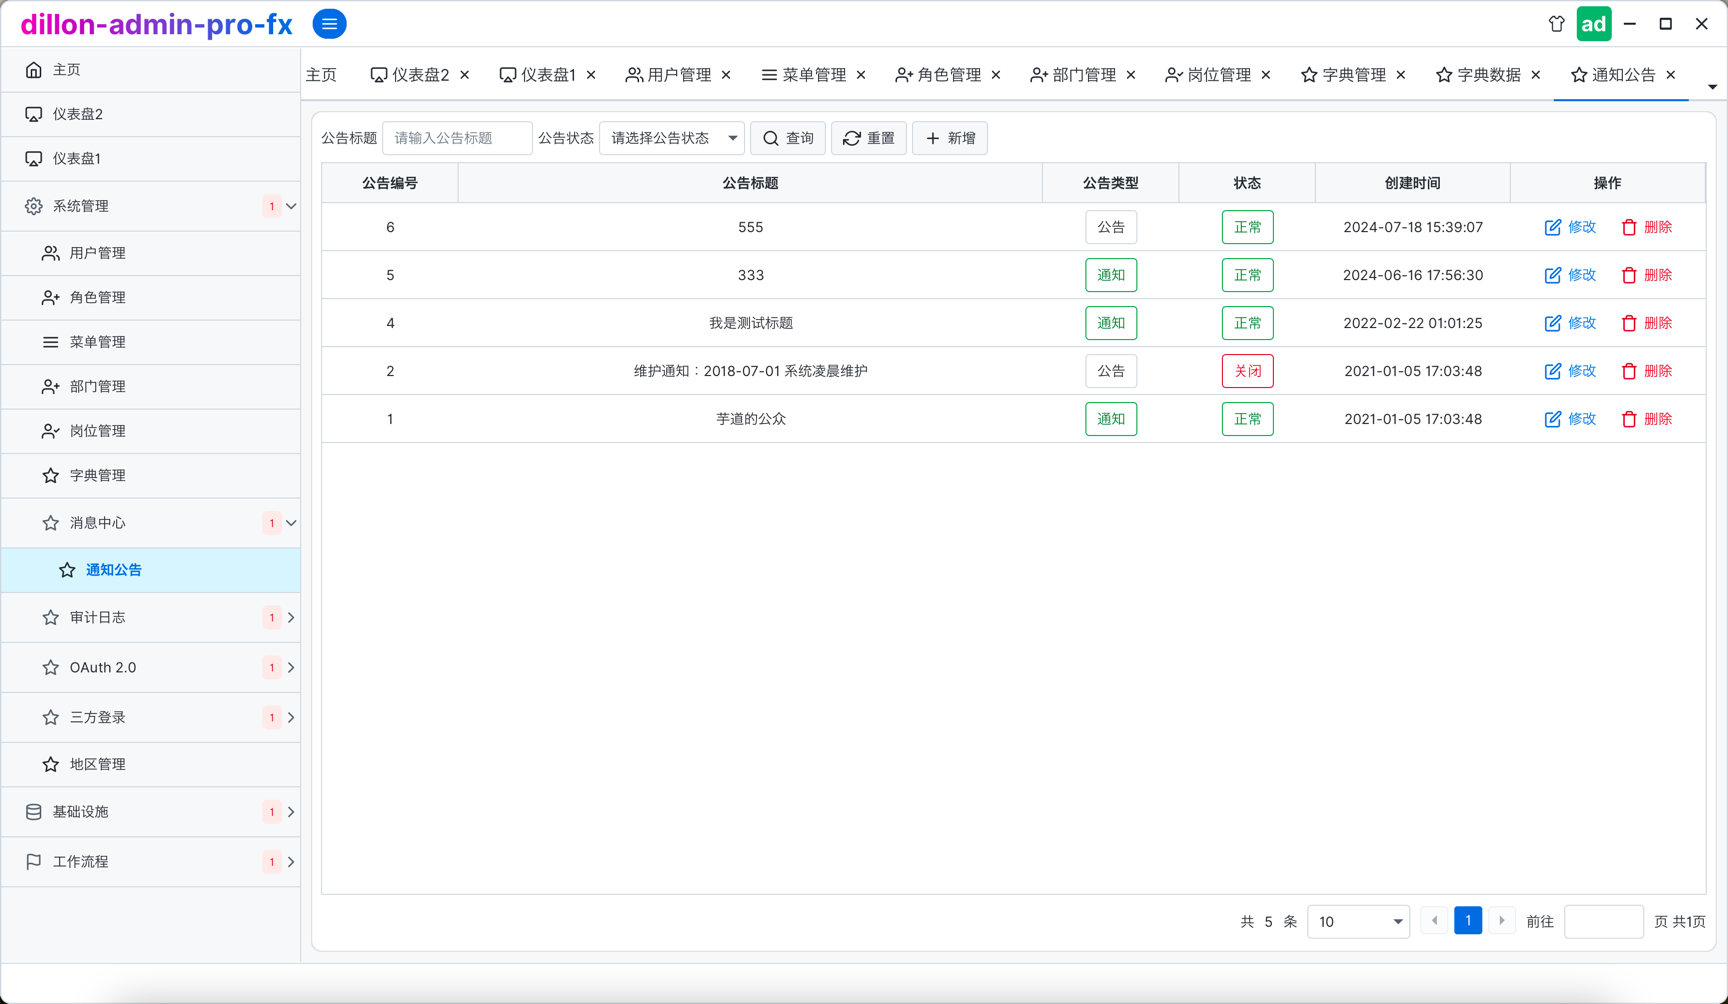 dillon-admin-pro-fx
ad
主页
仪表盘2
仪表盘1
系统管理 1
用户管理
角色管理
菜单管理
部门管理
岗位管理
字典管理
消息中心 1
通知公告
审计日志 1
OAuth 2.0 1
三方登录 1
地区管理
基础设施 1
工作流程 1
主页 仪表盘2 仪表盘1 用户管理 菜单管理 角色管理 部门管理 岗位管理 字典管理 字典数据 通知公告
公告标题 请输入公告标题 公告状态 请选择公告状态 查询 重置 新增
公告编号 公告标题 公告类型 状态 创建时间 操作
6 555 公告 正常 2024-07-18 15:39:07 修改 删除
5 333 通知 正常 2024-06-16 17:56:30 修改 删除
4 我是测试标题 通知 正常 2022-02-22 01:01:25 修改 删除
2 维护通知：2018-07-01 系统凌晨维护 公告 关闭 2021-01-05 17:03:48 修改 删除
1 芋道的公众 通知 正常 2021-01-05 17:03:48 修改 删除
共 5 条 10 1 前往 页 共1页